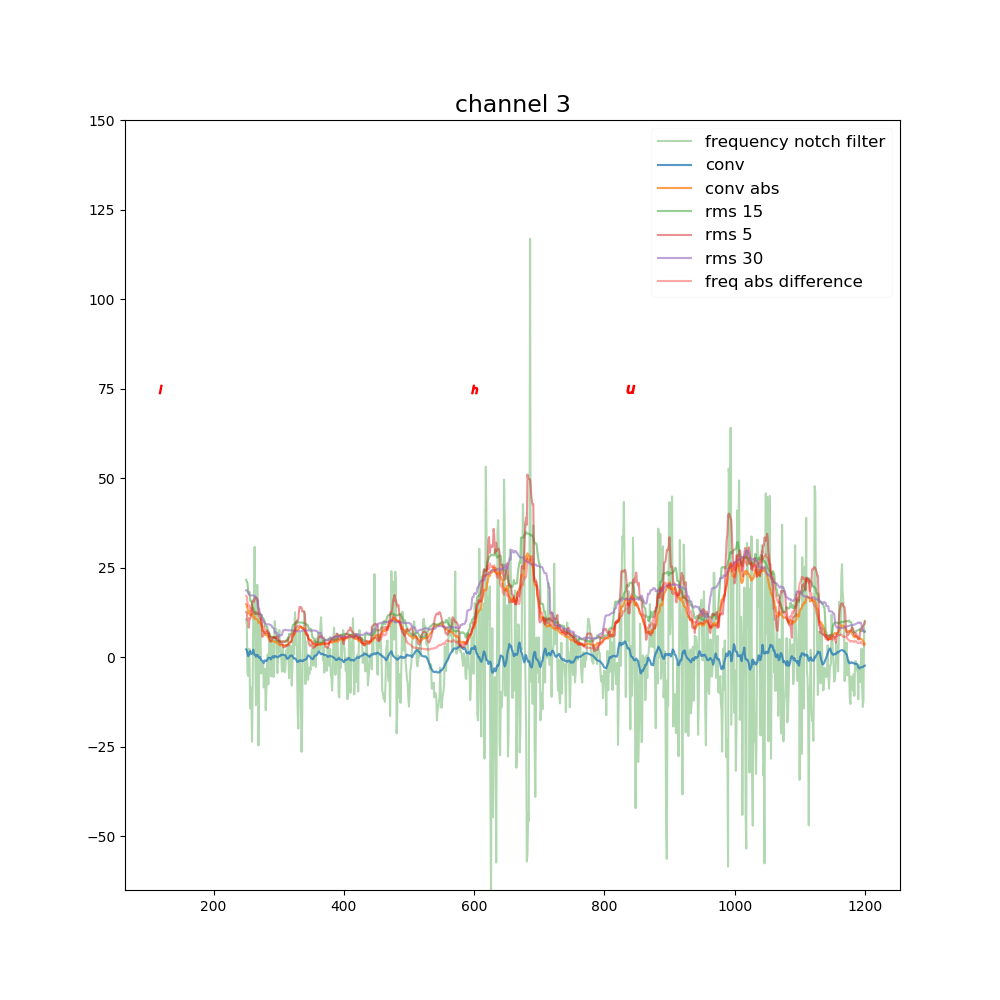 channel 3
150
125
100
75
50
25
0
−25
−50
frequency notch filter
conv
conv abs
rms 15
rms 5
rms 30
freq abs difference
l h u
200 400 600 800 1000 1200